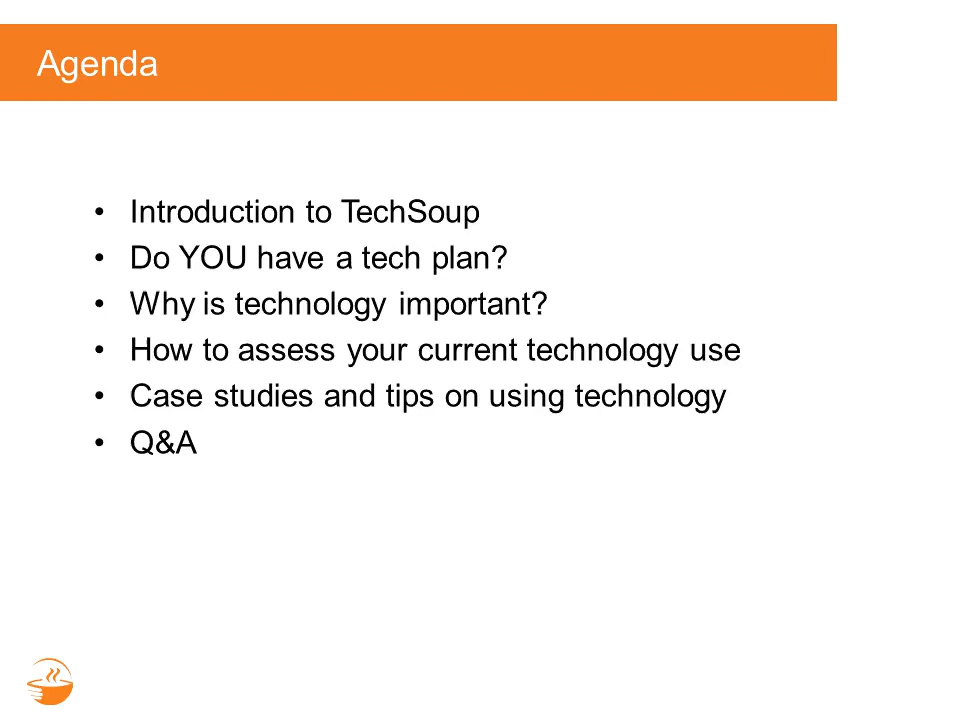 Agenda
• Introduction to TechSoup
• Do YOU have a tech plan?
• Why is technology important?
• How to assess your current technology use
• Case studies and tips on using technology
• Q&A